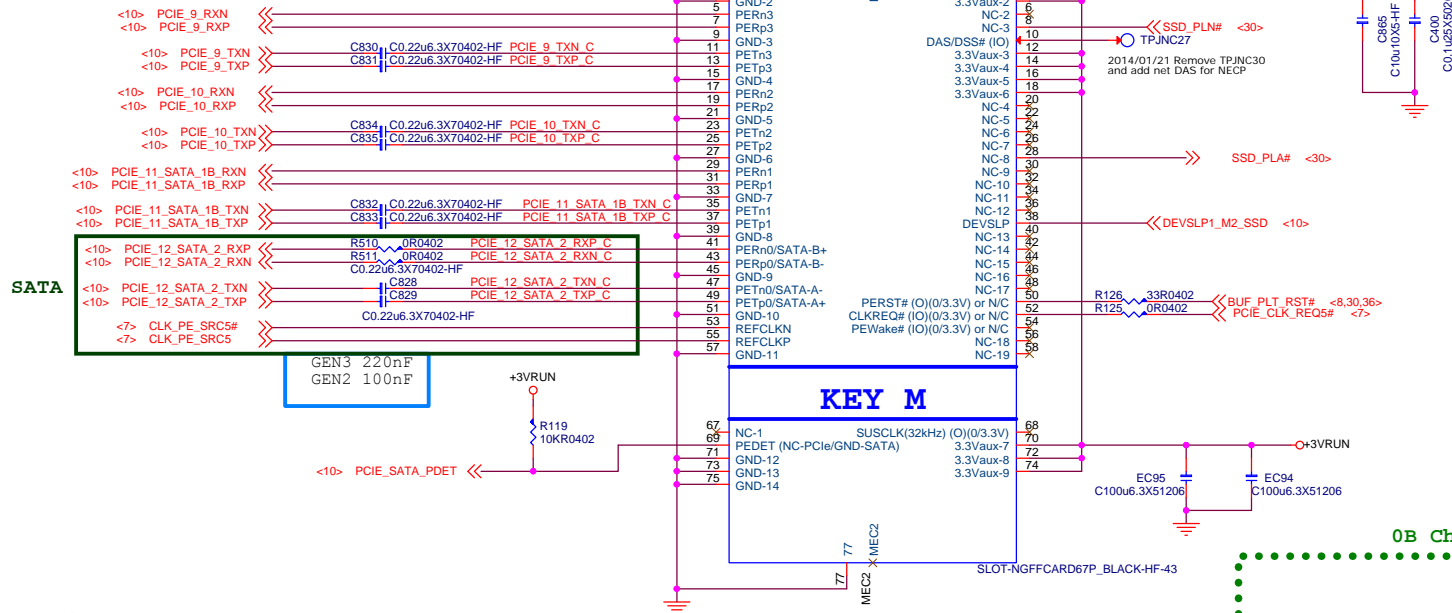 GND-2
3.3Vaux-2
<10> PCIE_9_RXN 5 PERn3 NC-2 6
<10> PCIE_9_RXP 7 PERp3 NC-3 8 SSD_PLN# <30>
9 GND-3 DAS/DSS# (IO) 10 TPJNC27
<10> PCIE_9_TXN C830 C0.22u6.3X70402-HF PCIE_9_TXN_C 11 PETn3 3.3Vaux-3 12
<10> PCIE_9_TXP C831 C0.22u6.3X70402-HF PCIE_9_TXP_C 13 PETp3 3.3Vaux-4 14
2014/01/21 Remove TPJNC30
and add net DAS for NECP
15 GND-4 3.3Vaux-5 16
<10> PCIE_10_RXN 17 PERn2 3.3Vaux-6 18
<10> PCIE_10_RXP 19 PERp2 NC-4 20
21 GND-5 NC-5 22
<10> PCIE_10_TXN C834 C0.22u6.3X70402-HF PCIE_10_TXN_C 23 PETn2 NC-6 24
<10> PCIE_10_TXP C835 C0.22u6.3X70402-HF PCIE_10_TXP_C 25 PETp2 NC-7 26
27 GND-6 NC-8 28 SSD_PLA# <30>
<10> PCIE_11_SATA_1B_RXN 29 PERn1 NC-9 30
<10> PCIE_11_SATA_1B_RXP 31 PERp1 NC-10 32
33 GND-7 NC-11 34
<10> PCIE_11_SATA_1B_TXN C832 C0.22u6.3X70402-HF PCIE_11_SATA_1B_TXN_C 35 PETn1 NC-12 36
<10> PCIE_11_SATA_1B_TXP C833 C0.22u6.3X70402-HF PCIE_11_SATA_1B_TXP_C 37 PETp1 DEVSLP 38 DEVSLP1_M2_SSD <10>
39 GND-8 NC-13 40
<10> PCIE_12_SATA_2_RXP R510 0R0402 PCIE_12_SATA_2_RXP_C 41 PERn0/SATA-B+ NC-14 42
<10> PCIE_12_SATA_2_RXN R511 0R0402 PCIE_12_SATA_2_RXN_C 43 PERp0/SATA-B- NC-15 44
C0.22u6.3X70402-HF
45 GND-9 NC-16 46
SATA
<10> PCIE_12_SATA_2_TXN C828 PCIE_12_SATA_2_TXN_C 47 PETn0/SATA-A- NC-17 48
<10> PCIE_12_SATA_2_TXP C829 PCIE_12_SATA_2_TXP_C 49 PETp0/SATA-A+ PERST# (O)(0/3.3V) or N/C 50 R126 33R0402 BUF_PLT_RST# <8,30,36>
C0.22u6.3X70402-HF
51 GND-10 CLKREQ# (IO)(0/3.3V) or N/C 52 R125 0R0402 PCIE_CLK_REQ5# <7>
<7> CLK_PE_SRC5# 53 REFCLKN PEWake# (IO)(0/3.3V) or N/C 54
<7> CLK_PE_SRC5 55 REFCLKP NC-18 56
57 GND-11 NC-19 58
GEN3 220nF
GEN2 100nF
+3VRUN
KEY M
R119
10KR0402
67 NC-1 SUSCLK(32kHz) (O)(0/3.3V) 68
69 PEDET (NC-PCIe/GND-SATA) 3.3Vaux-7 70 +3VRUN
71 GND-12 3.3Vaux-8 72
<10> PCIE_SATA_PDET
73 GND-13 3.3Vaux-9 74
75 GND-14
EC95
C100u6.3X51206
EC94
C100u6.3X51206
77
MEC2
77
MEC2
SLOT-NGFFCARD67P_BLACK-HF-43
C865
C10u10X5-HF
C400
0B Ch